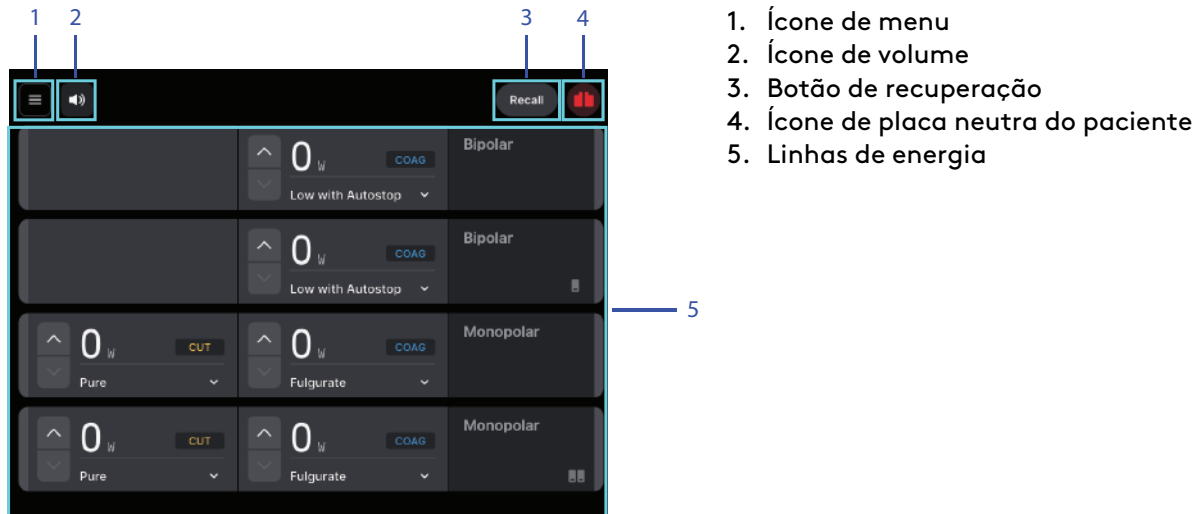 1 2 3 4
Recall
0 W COAG Bipolar
Low with Autostop
0 W COAG Bipolar
Low with Autostop
5
0 W CUT 0 W COAG Monopolar
Pure Fulgurate
0 W CUT 0 W COAG Monopolar
Pure Fulgurate
1. Ícone de menu
2. Ícone de volume
3. Botão de recuperação
4. Ícone de placa neutra do paciente
5. Linhas de energia